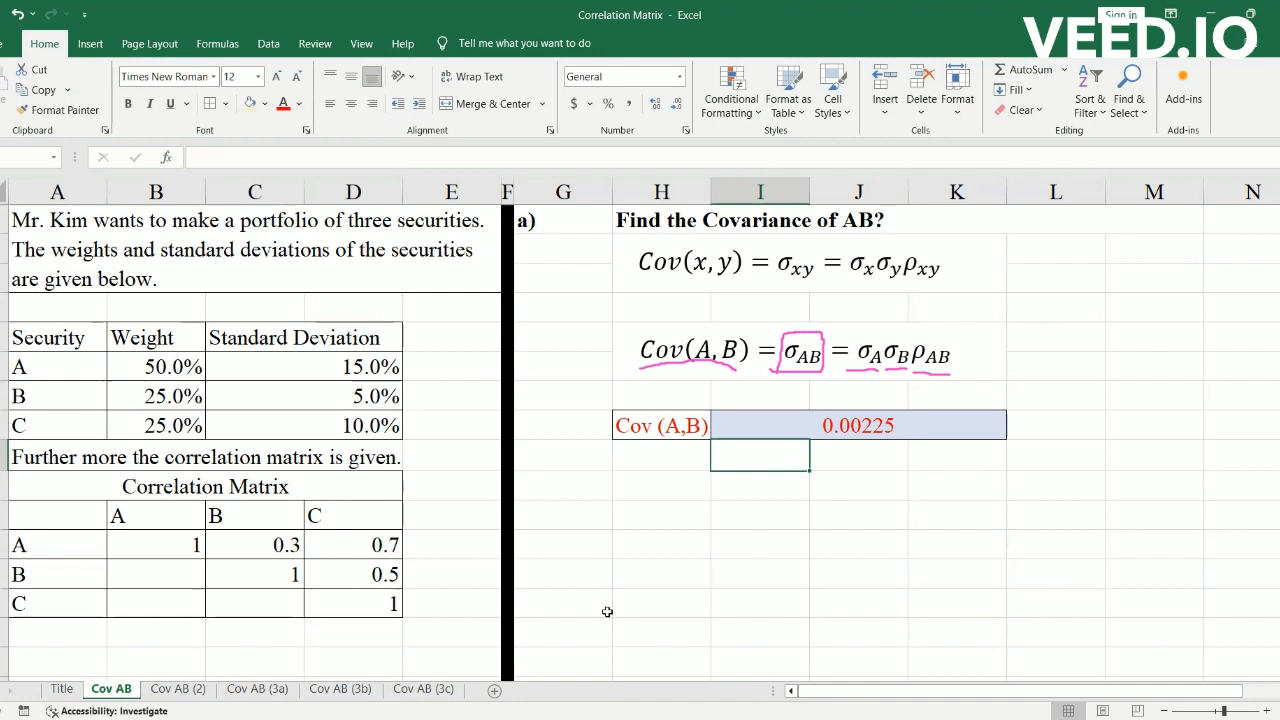 Correlation Matrix - Excel
Sign in
VEED.IO
Home Insert Page Layout Formulas Data Review View Help Tell me what you want to do
Cut
Copy
Format Painter
Clipboard
Times New Roman 12
B I U
Font
Wrap Text
Merge & Center
Alignment
General
$ % ,
Number
Conditional Formatting
Format as Table
Cell Styles
Styles
Insert Delete Format
Cells
AutoSum
Fill
Clear
Sort & Filter
Find & Select
Editing
Add-ins
Add-ins
fx
A B C D E F G H I J K L M N
Mr. Kim wants to make a portfolio of three securities.
The weights and standard deviations of the securities
are given below.
Security Weight Standard Deviation
A 50.0% 15.0%
B 25.0% 5.0%
C 25.0% 10.0%
Further more the correlation matrix is given.
Correlation Matrix
A B C
A 1 0.3 0.7
B 1 0.5
C 1
a) Find the Covariance of AB?
Cov(x, y) = σxy = σxσyρxy
Cov(A, B) = σAB = σAσBρAB
Cov (A,B) 0.00225
Title Cov AB Cov AB (2) Cov AB (3a) Cov AB (3b) Cov AB (3c)
Accessibility: Investigate